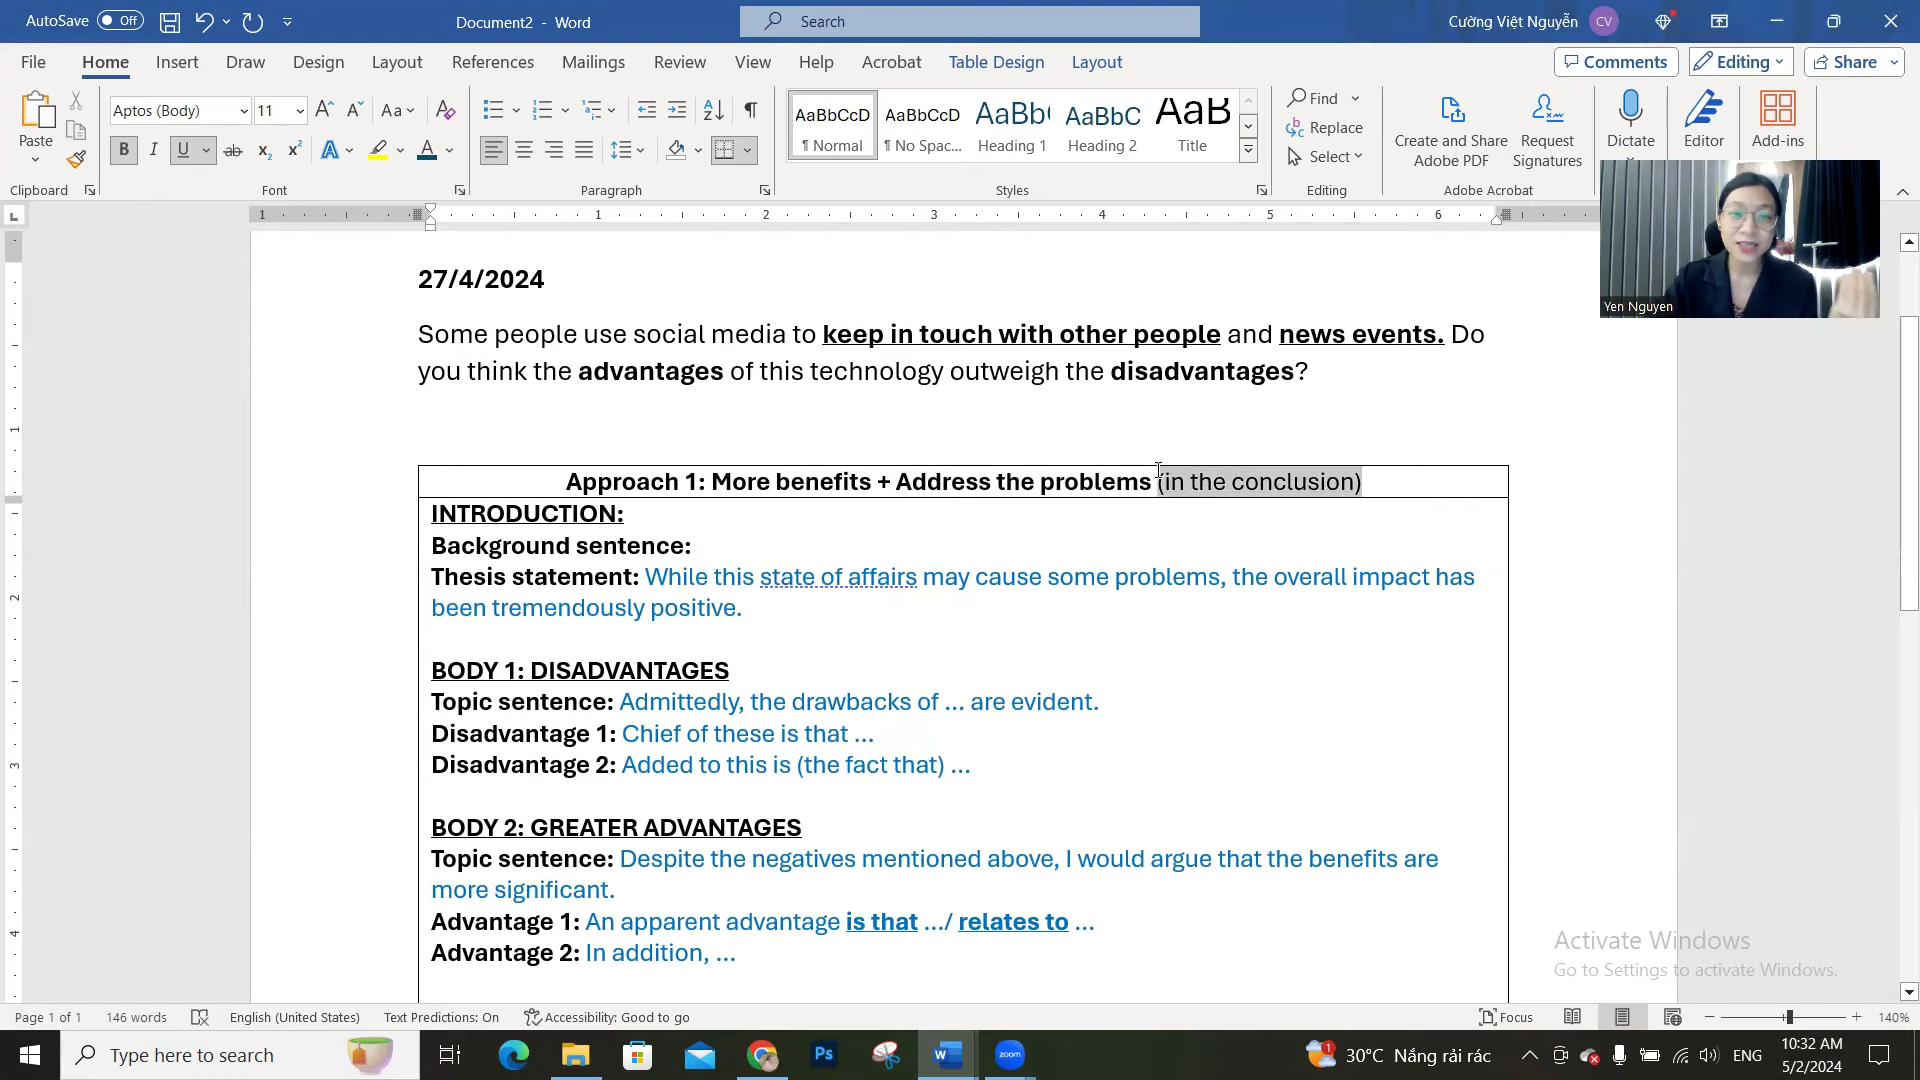 AutoSave Off Document2 - Word Search Cường Việt Nguyễn CV
File Home Insert Draw Design Layout References Mailings Review View Help Acrobat Table Design Layout Comments Editing Share
Paste Clipboard
Aptos (Body) 11 Font
Paragraph
AaBbCcD ¶ Normal
AaBbCcD ¶ No Spac...
AaBb( Heading 1
AaBbC Heading 2
AaB Title
Styles
Find
Replace
Select
Editing
Create and Share Adobe PDF
Request Signatures
Adobe Acrobat
Dictate
Editor
Add-ins
Yen Nguyen
27/4/2024
Some people use social media to keep in touch with other people and news events. Do
you think the advantages of this technology outweigh the disadvantages?
Approach 1: More benefits + Address the problems (in the conclusion)
INTRODUCTION:
Background sentence:
Thesis statement: While this state of affairs may cause some problems, the overall impact has
been tremendously positive.
BODY 1: DISADVANTAGES
Topic sentence: Admittedly, the drawbacks of ... are evident.
Disadvantage 1: Chief of these is that ...
Disadvantage 2: Added to this is (the fact that) ...
BODY 2: GREATER ADVANTAGES
Topic sentence: Despite the negatives mentioned above, I would argue that the benefits are
more significant.
Advantage 1: An apparent advantage is that .../ relates to ...
Advantage 2: In addition, ...
Activate Windows
Go to Settings to activate Windows.
Page 1 of 1 146 words English (United States) Text Predictions: On Accessibility: Good to go Focus 140%
Type here to search 30°C Nắng rải rác ENG 10:32 AM
5/2/2024